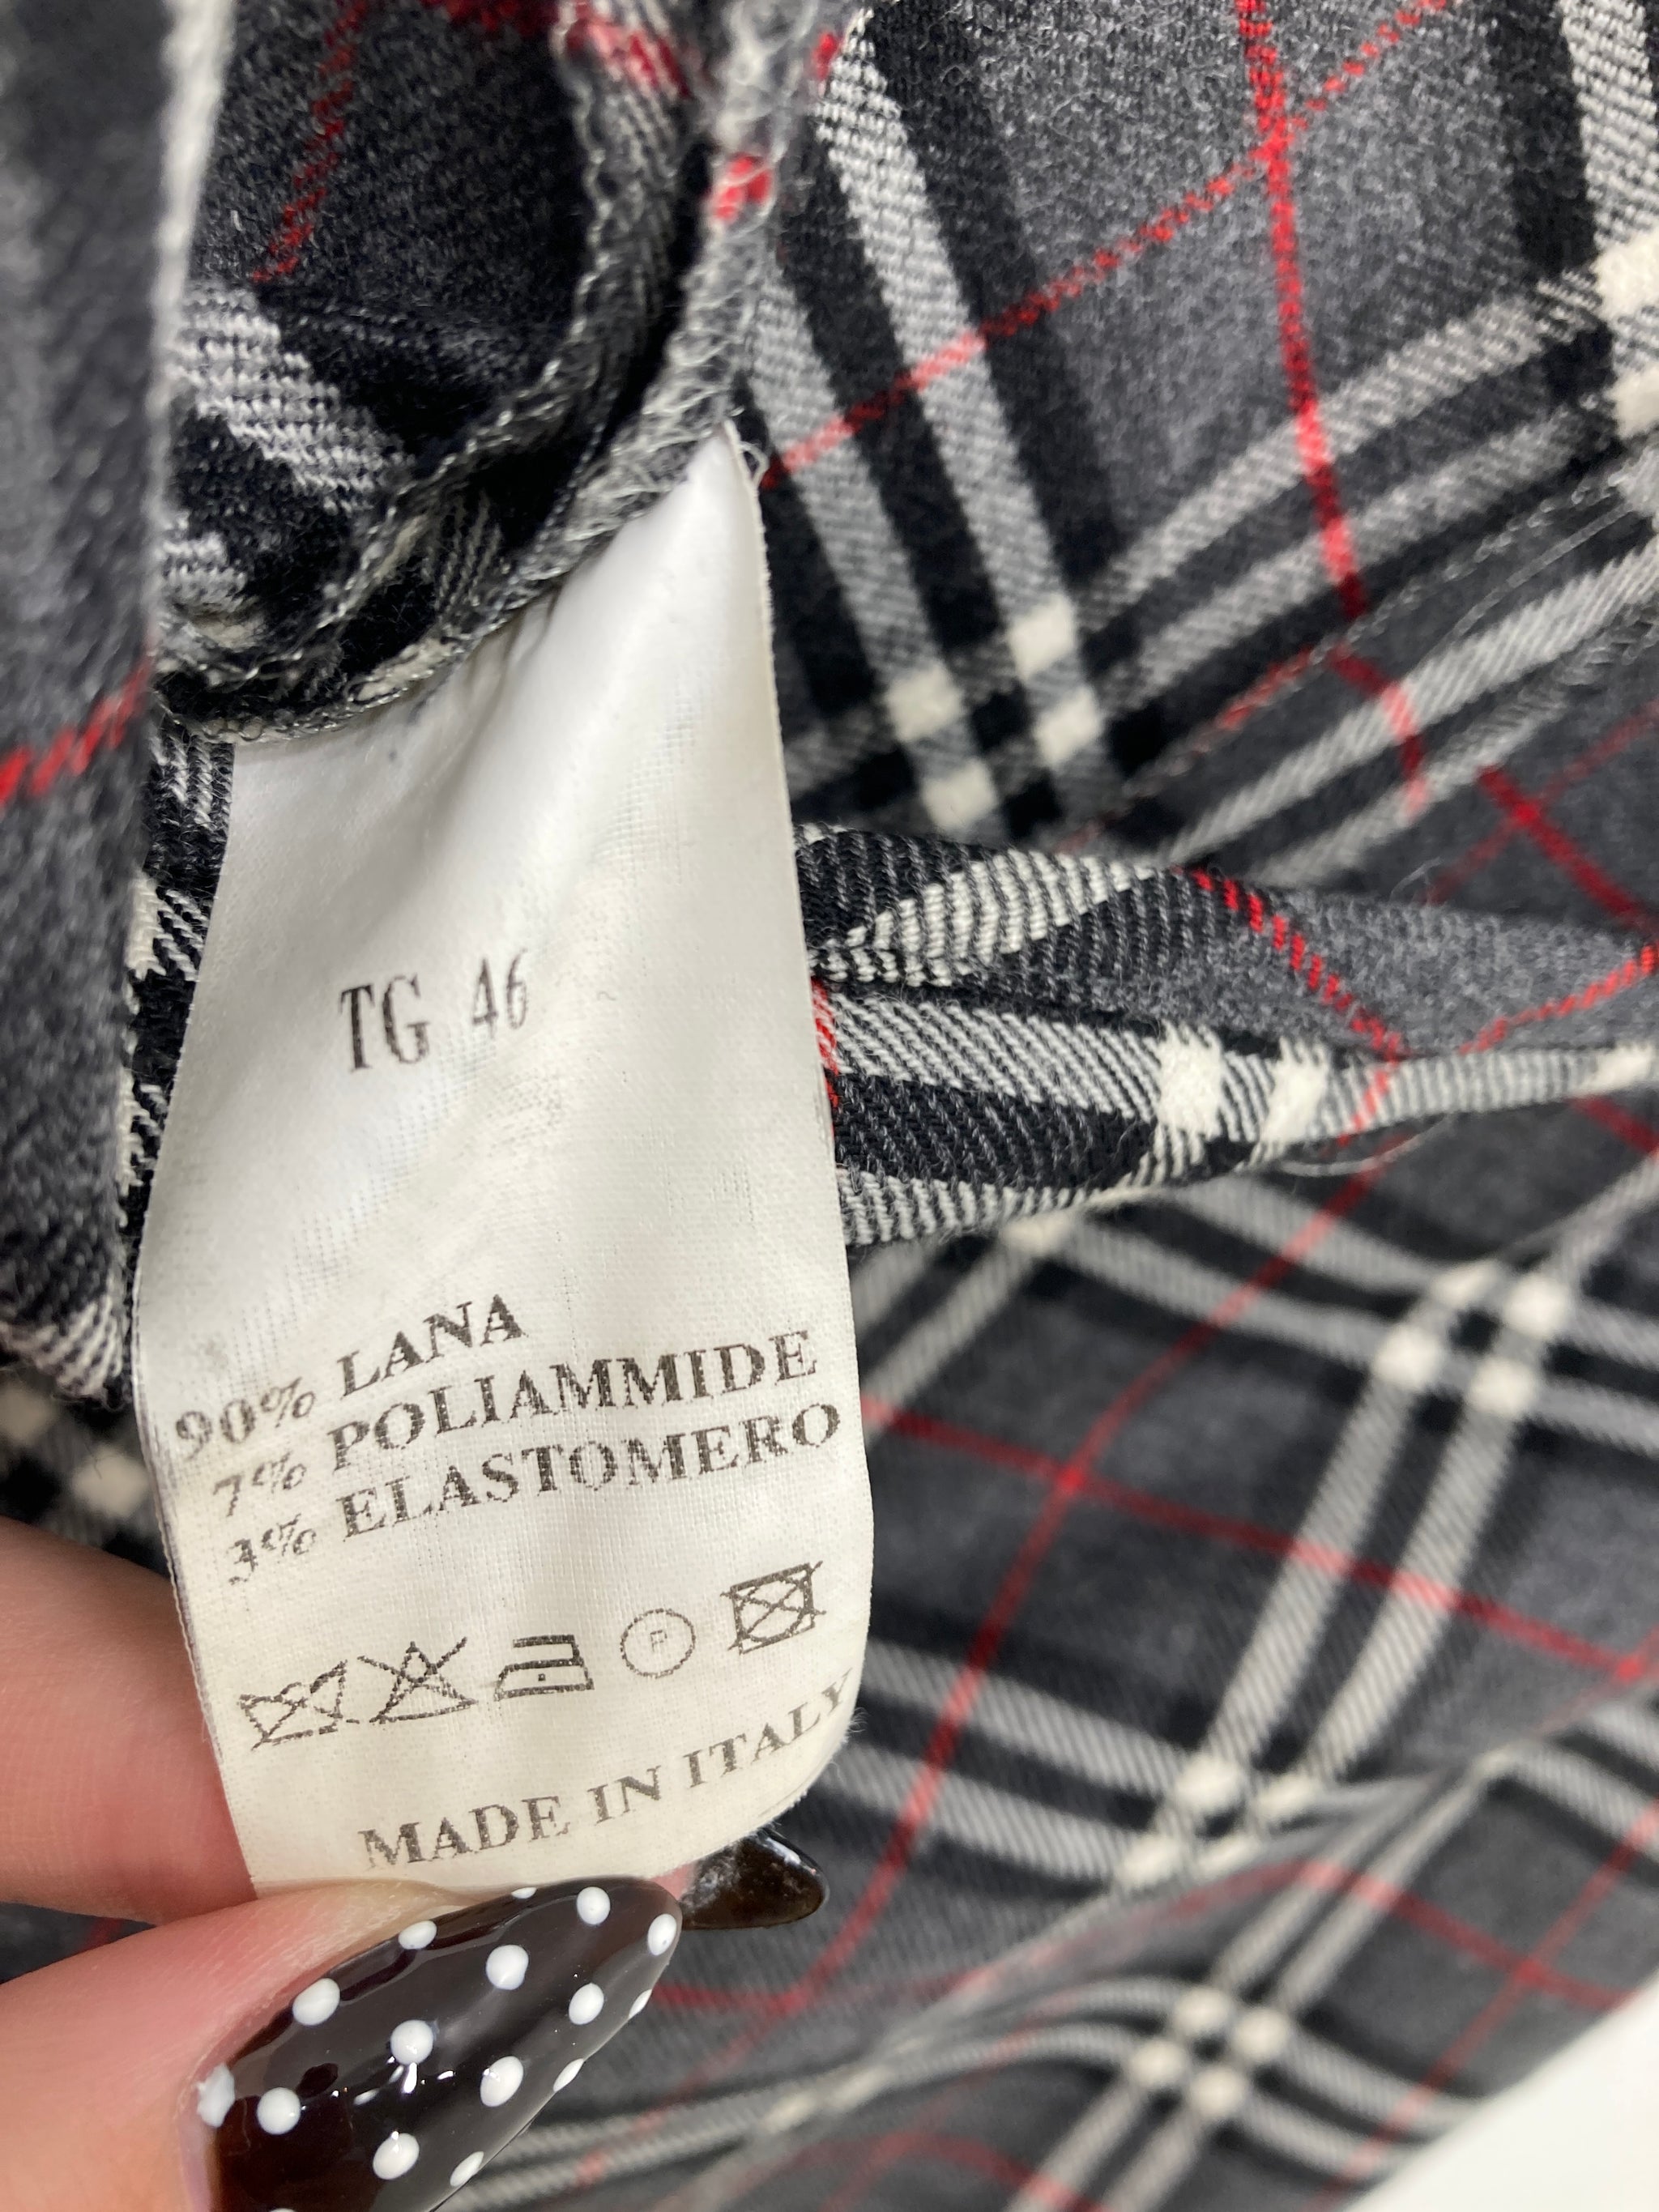 TG 46
90% LANA
7% POLIAMMIDE
3% ELASTOMERO
P
MADE IN ITALY